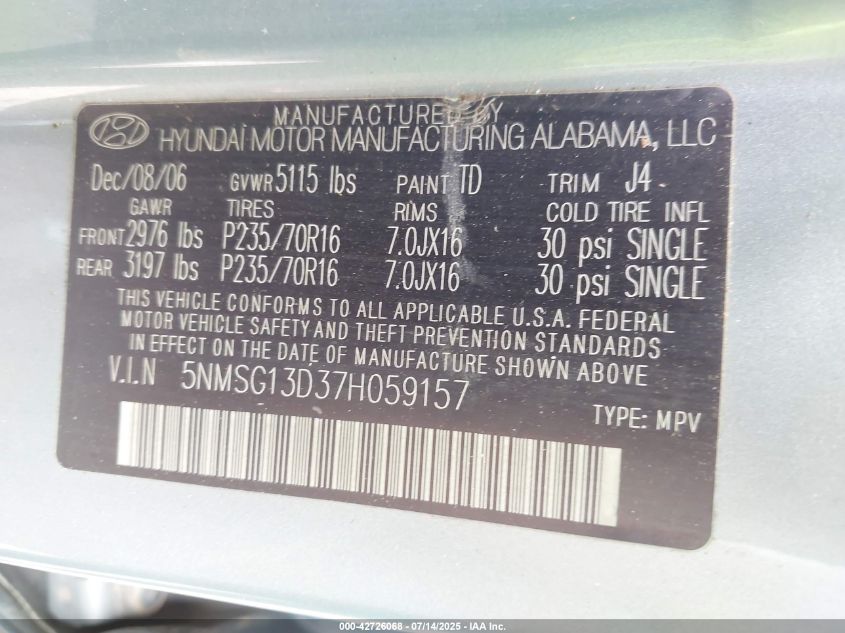 MANUFACTURED BY
HYUNDAI MOTOR MANUFACTURING ALABAMA, LLC
Dec/08/06 GVWR 5115 lbs PAINT TD TRIM J4
GAWR TIRES RIMS COLD TIRE INFL
FRONT 2976 lbs P235/70R16 7.0JX16 30 psi SINGLE
REAR 3197 lbs P235/70R16 7.0JX16 30 psi SINGLE
THIS VEHICLE CONFORMS TO ALL APPLICABLE U.S.A. FEDERAL
MOTOR VEHICLE SAFETY AND THEFT PREVENTION STANDARDS
IN EFFECT ON THE DATE OF MANUFACTURE SHOWN ABOVE
V.I.N 5NMSG13D37H059157
TYPE: MPV
000-42726068 - 07/14/2025 - IAA Inc.